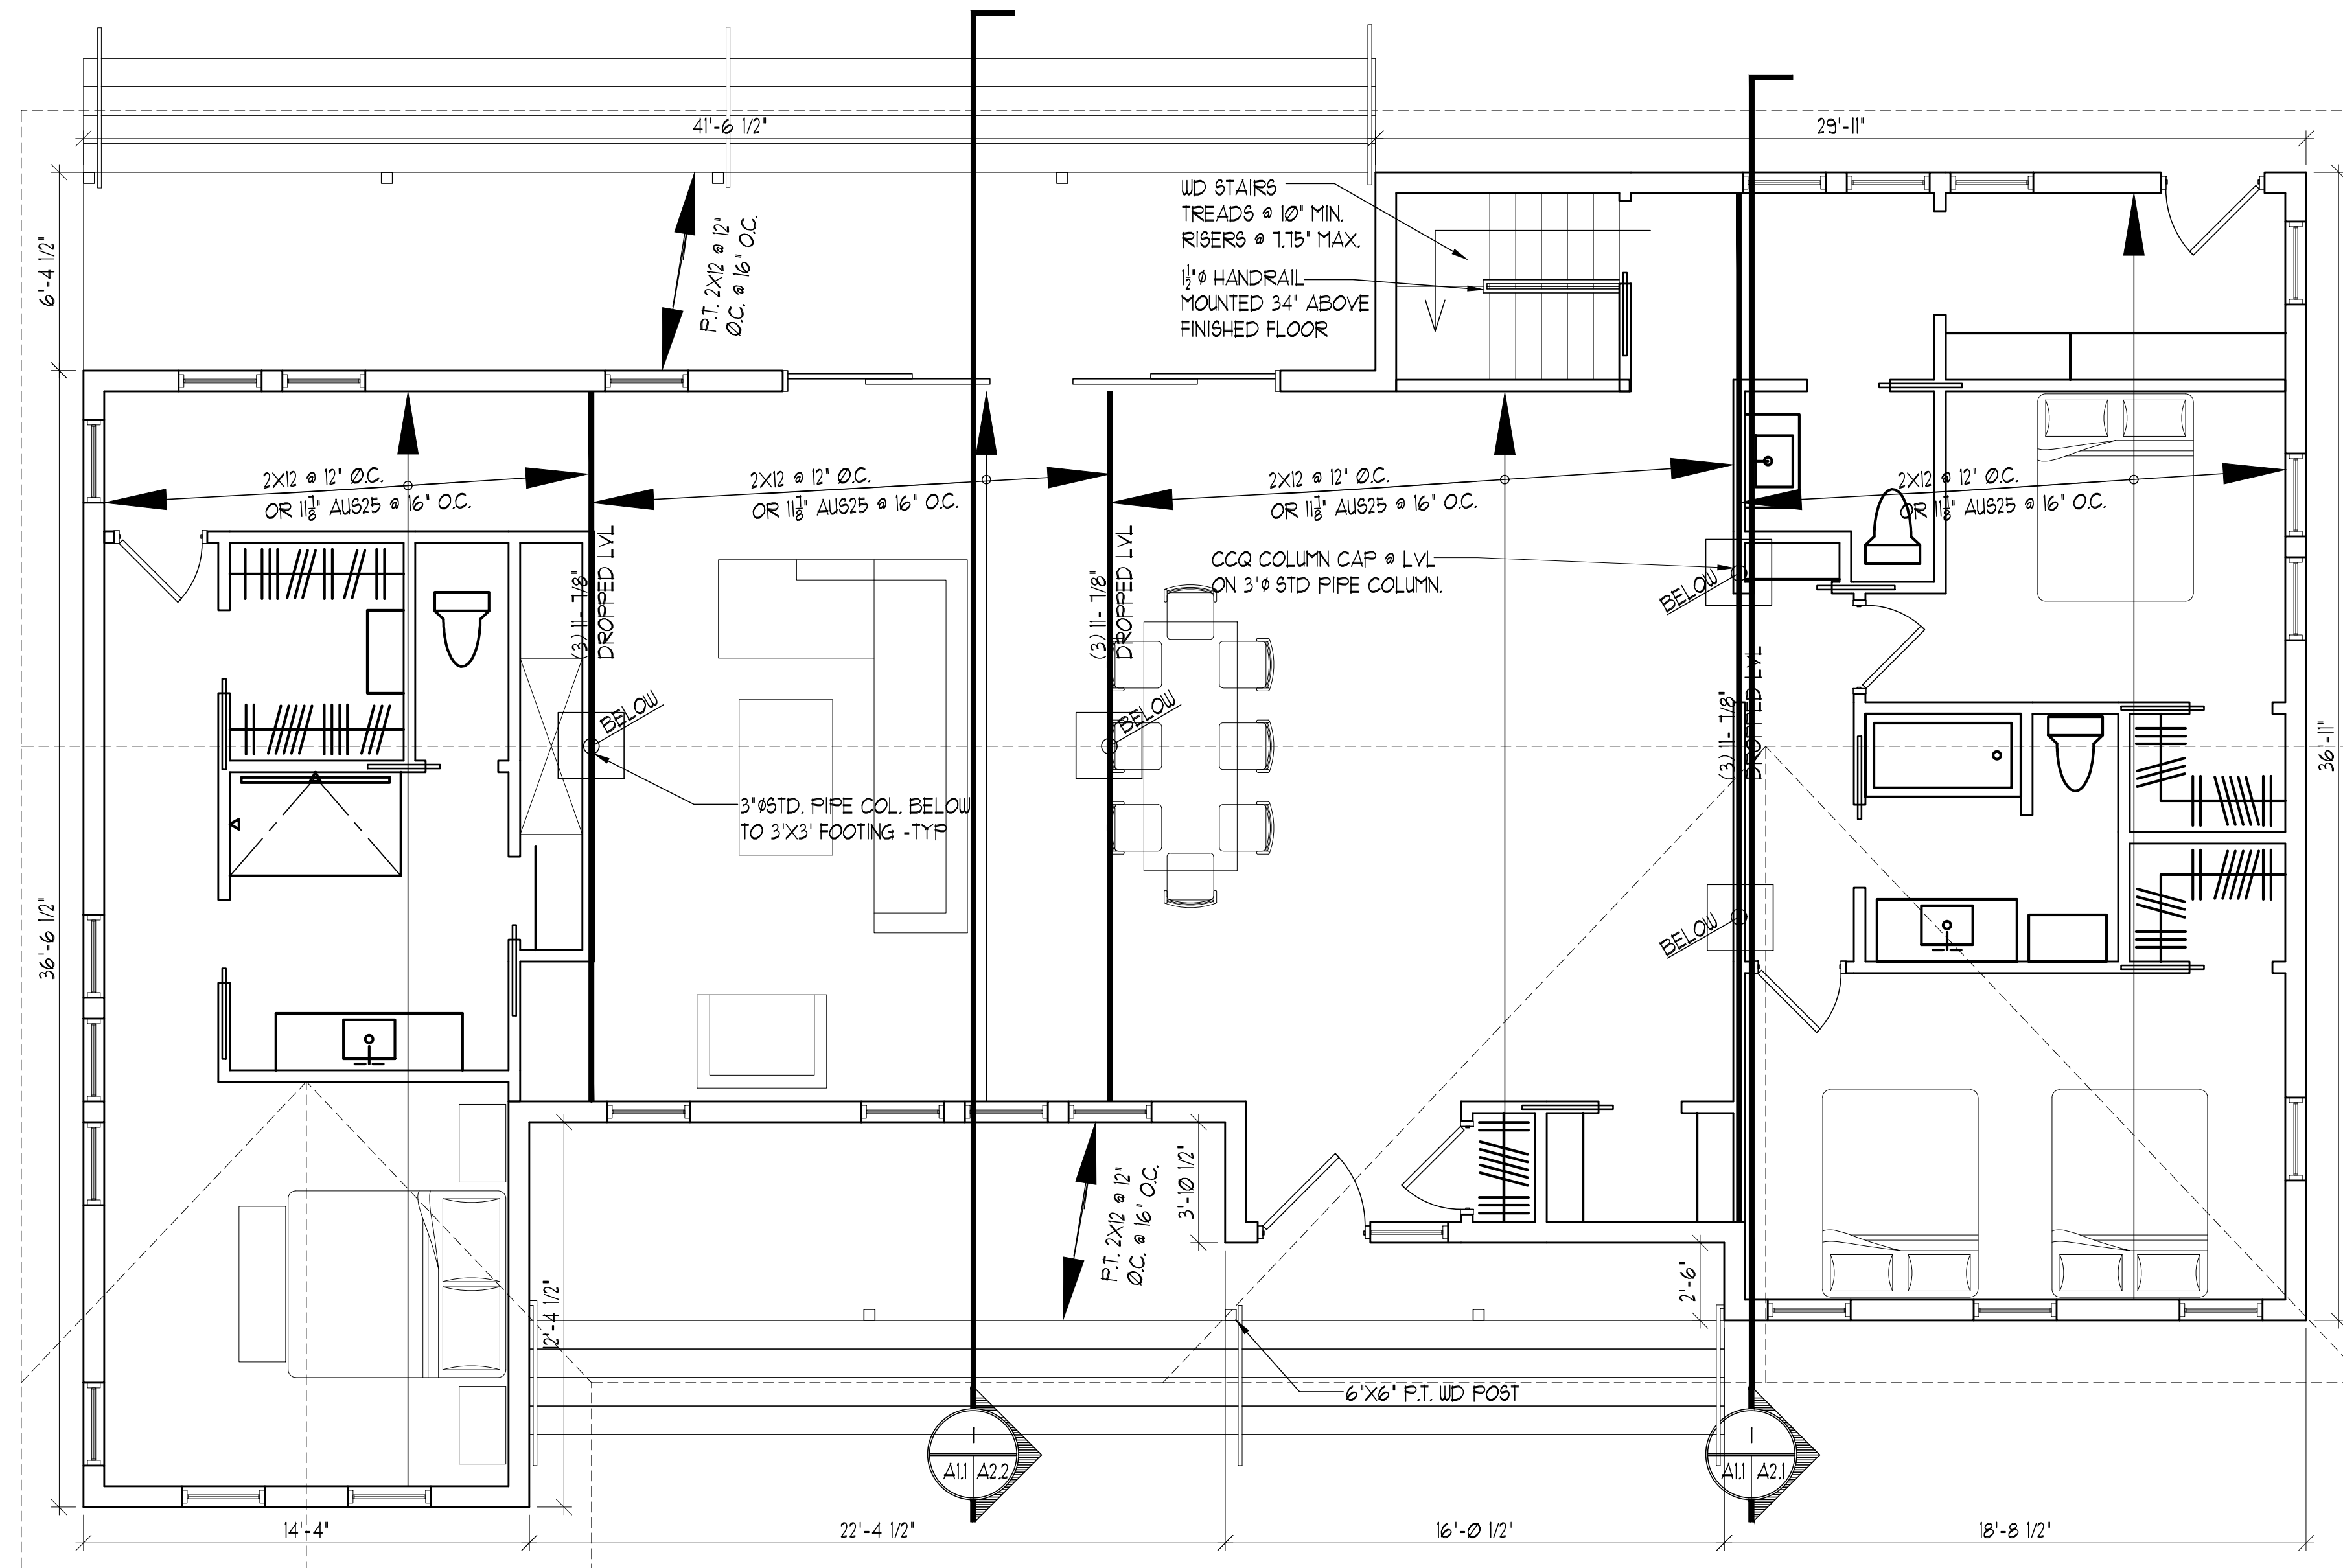 41'-6 1/2"
29'-11"
WD STAIRS
TREADS @ 10" MIN.
RISERS @ 7.75" MAX.
1½"ø HANDRAIL
MOUNTED 34" ABOVE
FINISHED FLOOR
6'-4 1/2"
P.T. 2X12 @ 12"
O.C. @ 16" O.C.
2X12 @ 12" O.C.
OR 11⅞" AUS25 @ 16" O.C.
2X12 @ 12" O.C.
OR 11⅞" AUS25 @ 16" O.C.
2X12 @ 12" O.C.
OR 11⅞" AUS25 @ 16" O.C.
2X12 @ 12" O.C.
OR 11⅞" AUS25 @ 16" O.C.
(3) 11- 7/8"
DROPPED LVL
(3) 11- 7/8"
DROPPED LVL
CCQ COLUMN CAP @ LVL
ON 3"ø STD PIPE COLUMN.
BELOW
(3) 11- 7/8"
DROPPED LVL
BELOW
BELOW
3"øSTD. PIPE COL. BELOW
TO 3'X3' FOOTING -TYP
BELOW
36'-11"
36'-6 1/2"
P.T. 2X12 @ 12"
O.C. @ 16" O.C.
3'-10 1/2"
2'-6"
12'-4 1/2"
6"X6" P.T. WD POST
1
A1.1 A2.2
1
A1.1 A2.1
14'-4"
22'-4 1/2"
16'-0 1/2"
18'-8 1/2"